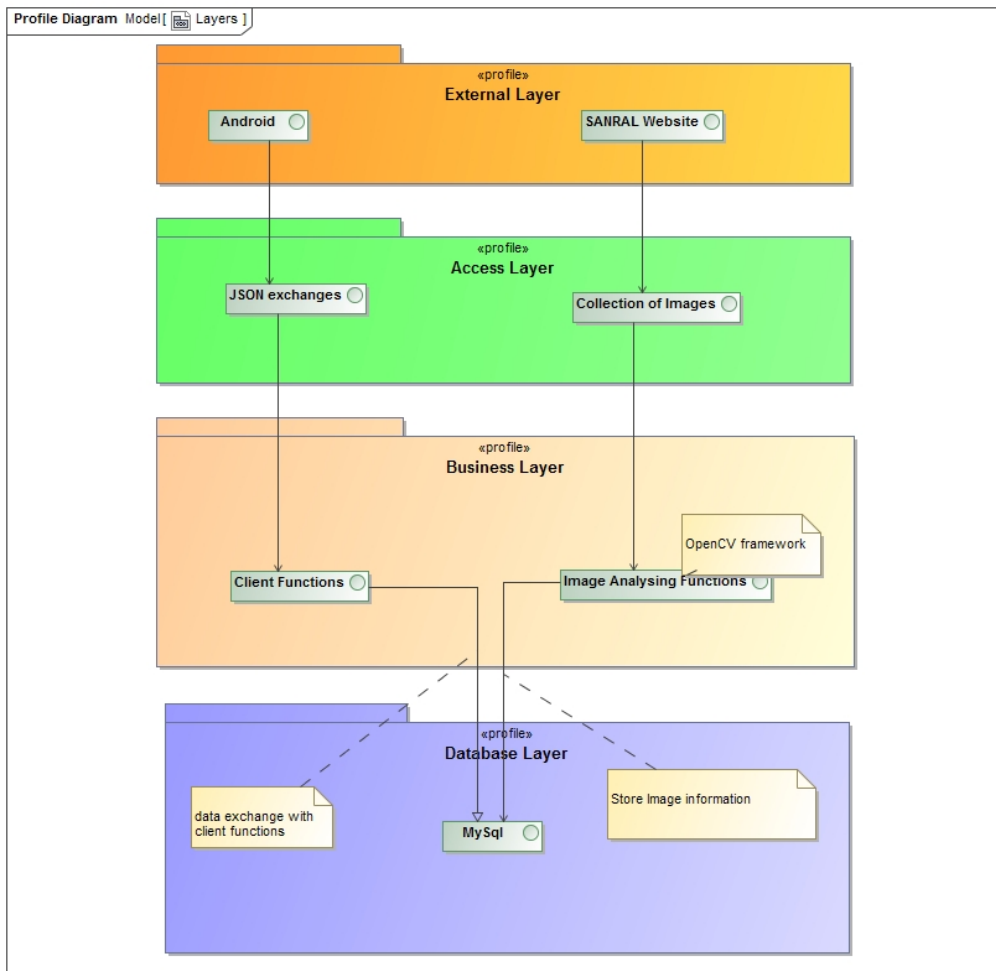 Profile Diagram Model[ Layers ]
«profile»
External Layer
Android
SANRAL Website
«profile»
Access Layer
JSON exchanges
Collection of Images
«profile»
Business Layer
OpenCV framework
Client Functions
Image Analysing Functions
«profile»
Database Layer
data exchange with
client functions
Store Image information
MySql